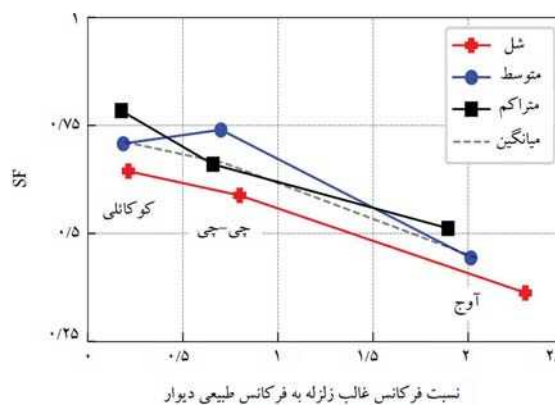 ۱
۰/۷۵
۰/۵
۰/۲۵
SF
شل
متوسط
متراکم
میانگین
کوکائلی
چی-چی
آوج
۰
۰/۵
۱
۱/۵
۲
نسبت فرکانس غالب زلزله به فرکانس طبیعی دیوار